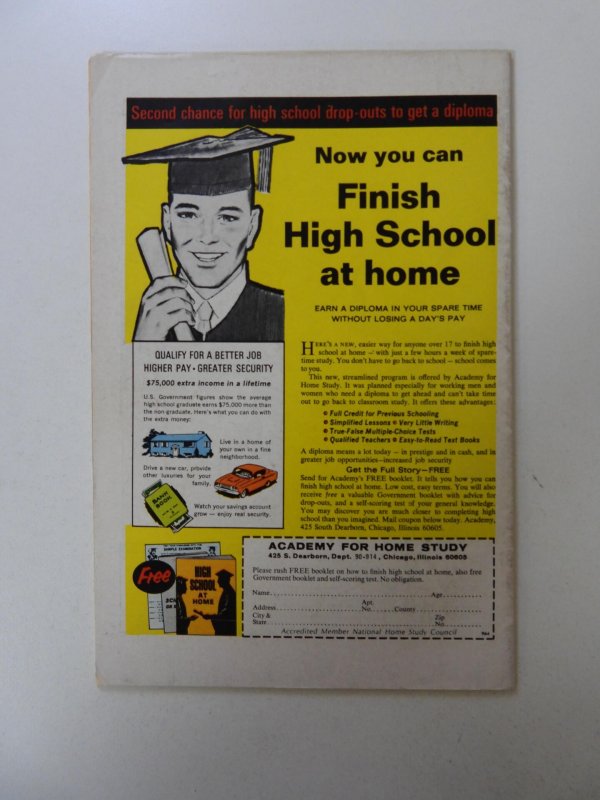 Second chance for high school drop-outs to get a diploma
Now you can
Finish
High School
at home
EARN A DIPLOMA IN YOUR SPARE TIME
WITHOUT LOSING A DAY'S PAY
HERE'S A NEW, easier way for anyone over 17 to finish high
school at home — with just a few hours a week of spare-
time study. You don't have to go back to school — school comes
to you.
This new, streamlined program is offered by Academy for
Home Study. It was planned especially for working men and
women who need a diploma to get ahead and can't take time
out to go back to classroom study. It offers these advantages:
• Full Credit for Previous Schooling
• Simplified Lessons • Very Little Writing
• True-False Multiple-Choice Tests
• Qualified Teachers • Easy-to-Read Text Books
A diploma means a lot today — in prestige and in cash, and in
greater job opportunities—increased job security
Get the Full Story—FREE
Send for Academy's FREE booklet. It tells you how you can
finish high school at home. Low cost, easy terms. You will also
receive free a valuable Government booklet with advice for
drop-outs, and a self-scoring test of your general knowledge.
You may discover you are much closer to completing high
school than you imagined. Mail coupon below today. Academy,
425 South Dearborn, Chicago, Illinois 60605.
QUALIFY FOR A BETTER JOB
HIGHER PAY • GREATER SECURITY
$75,000 extra income in a lifetime
U.S. Government figures show the average
high school graduate earns $75,000 more than
the non-graduate. Here's what you can do with
the extra money:
Live in a home of
your own in a fine
neighborhood.
Drive a new car, provide
other luxuries for your
family.
BANK
BOOK
Watch your savings account
grow — enjoy real security.
SAMPLE EXAMINATION
Free
HIGH
SCHOOL
AT
HOME
ACADEMY FOR HOME STUDY
425 S. Dearborn, Dept. 90-914, Chicago, Illinois 60605
Please rush FREE booklet on how to finish high school at home, also free
Government booklet and self-scoring test. No obligation.
Name Age
Address Apt. No. County
City & State Zip No.
Accredited Member National Home Study Council